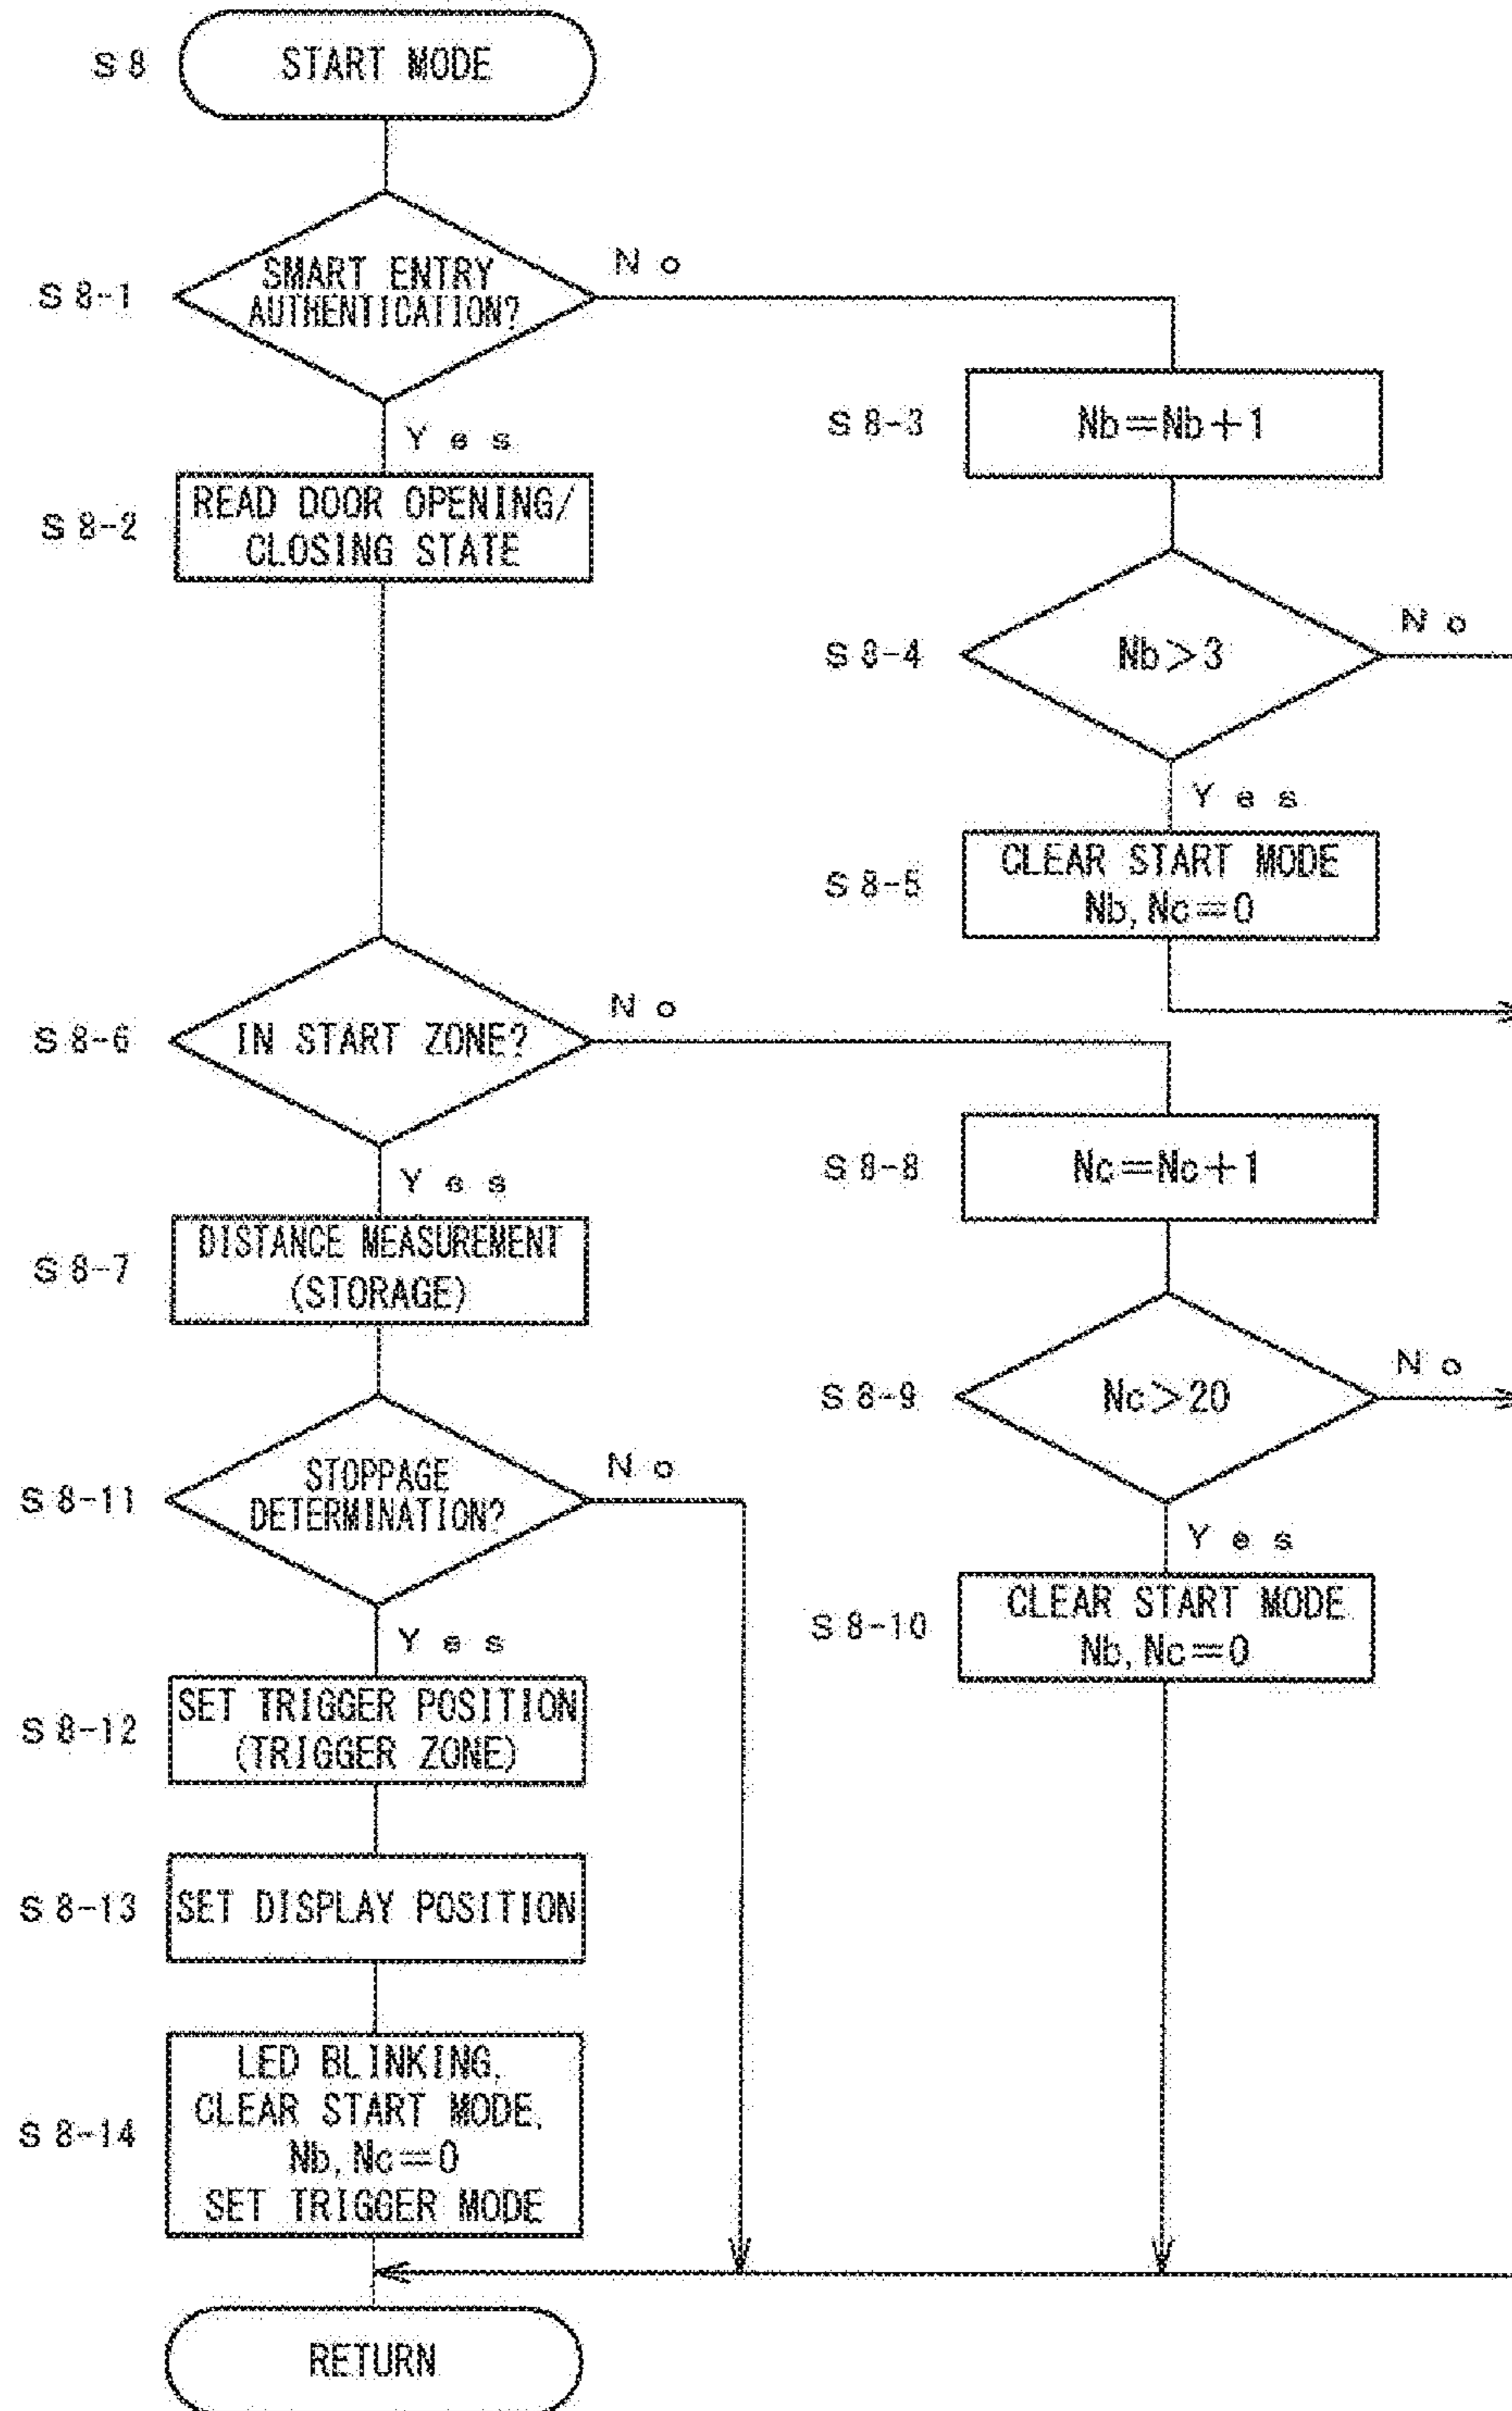 S8
START MODE
S8-1
SMART ENTRY
AUTHENTICATION?
No
Yes
S8-2
READ DOOR OPENING/
CLOSING STATE
S8-3
Nb=Nb+1
S8-4
Nb>3
No
Yes
S8-5
CLEAR START MODE
Nb, Nc=0
S8-6
IN START ZONE?
No
Yes
S8-7
DISTANCE MEASUREMENT
(STORAGE)
S8-8
Nc=Nc+1
S8-9
Nc>20
No
Yes
S8-10
CLEAR START MODE
Nb, Nc=0
S8-11
STOPPAGE
DETERMINATION?
No
Yes
S8-12
SET TRIGGER POSITION
(TRIGGER ZONE)
S8-13
SET DISPLAY POSITION
S8-14
LED BLINKING,
CLEAR START MODE,
Nb, Nc=0
SET TRIGGER MODE
RETURN